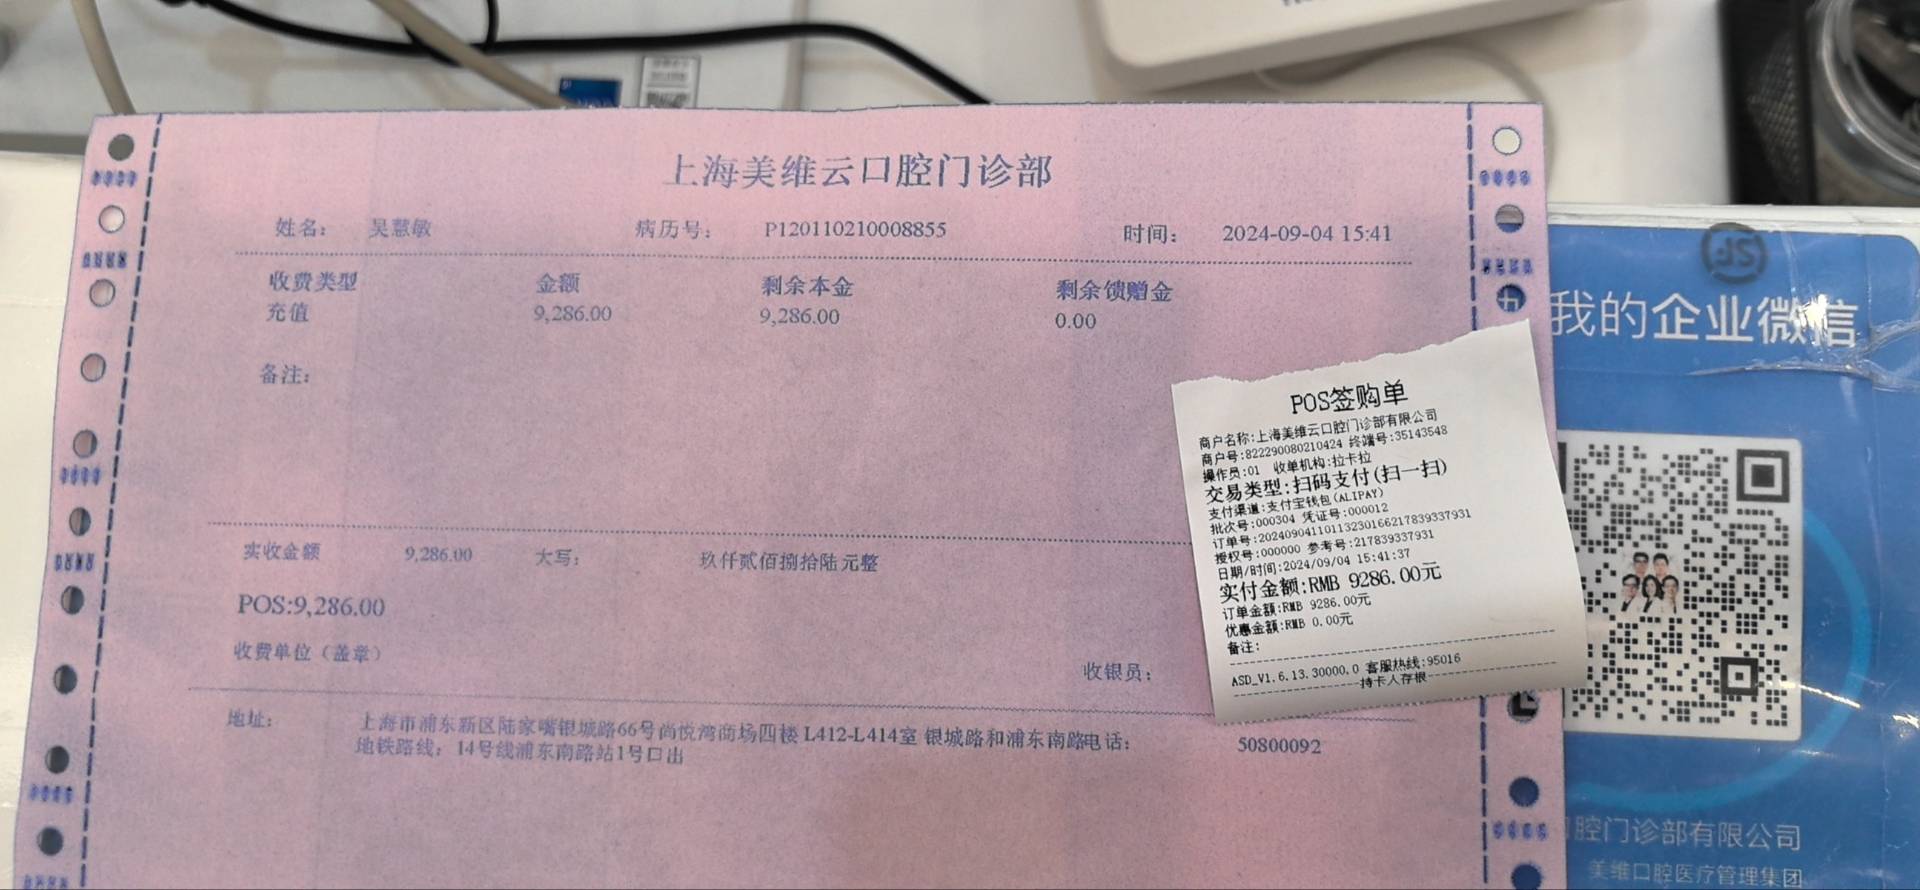 上海美维云口腔门诊部
姓名： 吴慧敏 病历号： P120110210008855 时间： 2024-09-04 15:41
收费类型 金额 剩余本金 剩余馈赠金
充值 9,286.00 9,286.00 0.00
备注：
实收金额 9,286.00 大写： 玖仟贰佰捌拾陆元整
POS:9,286.00
收费单位（盖章） 收银员：
地址： 上海市浦东新区陆家嘴银城路66号尚悦湾商场四楼 L412-L414室 银城路和浦东南路电话： 50800092
地铁路线：14号线浦东南路站1号口出
POS签购单
商户名称:上海美维云口腔门诊部有限公司
商户号:822290080210424 终端号:35143548
操作员:01 收单机构:拉卡拉
交易类型:扫码支付(扫一扫)
支付渠道:支付宝钱包(ALIPAY)
批次号:000304 凭证号:000012
订单号:20240904110113230166217839337931
授权号:000000 参考号:217839337931
日期/时间:2024/09/04 15:41:37
实付金额:RMB 9286.00元
订单金额:RMB 9286.00元
优惠金额:RMB 0.00元
备注:
ASD_V1.6.13.30000.0 客服热线:95016
持卡人存根
我的企业微信
腔门诊部有限公司
美维口腔医疗管理集团